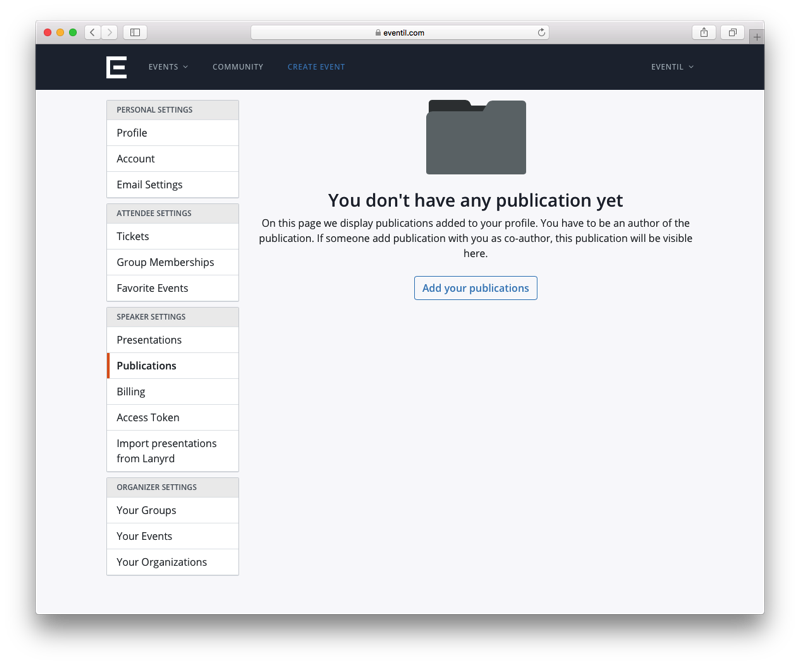 eventil.com
EVENTS
COMMUNITY
CREATE EVENT
EVENTIL
PERSONAL SETTINGS
Profile
Account
Email Settings
ATTENDEE SETTINGS
Tickets
Group Memberships
Favorite Events
SPEAKER SETTINGS
Presentations
Publications
Billing
Access Token
Import presentations
from Lanyrd
ORGANIZER SETTINGS
Your Groups
Your Events
Your Organizations
You don't have any publication yet
On this page we display publications added to your profile. You have to be an author of the
publication. If someone add publication with you as co-author, this publication will be visible
here.
Add your publications